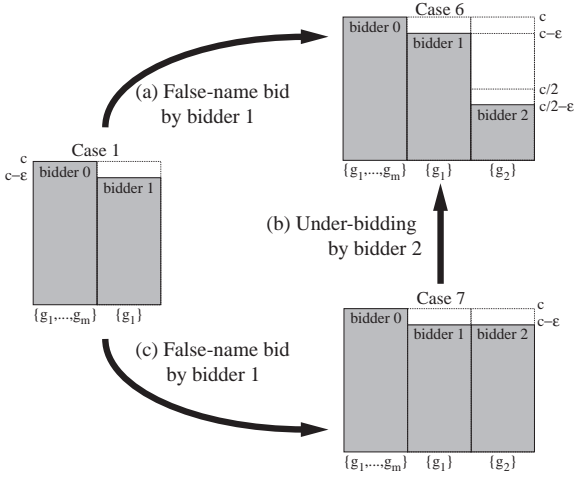 Case 6
bidder 0
bidder 1
bidder 2
c
c−ε
c/2
c/2−ε
{g1,...,gm} {g1} {g2}
(a) False-name bid
by bidder 1
Case 1
c
c−ε
bidder 0
bidder 1
{g1,...,gm} {g1}
(b) Under-bidding
by bidder 2
(c) False-name bid
by bidder 1
Case 7
bidder 0
bidder 1
bidder 2
c
c−ε
{g1,...,gm} {g1} {g2}